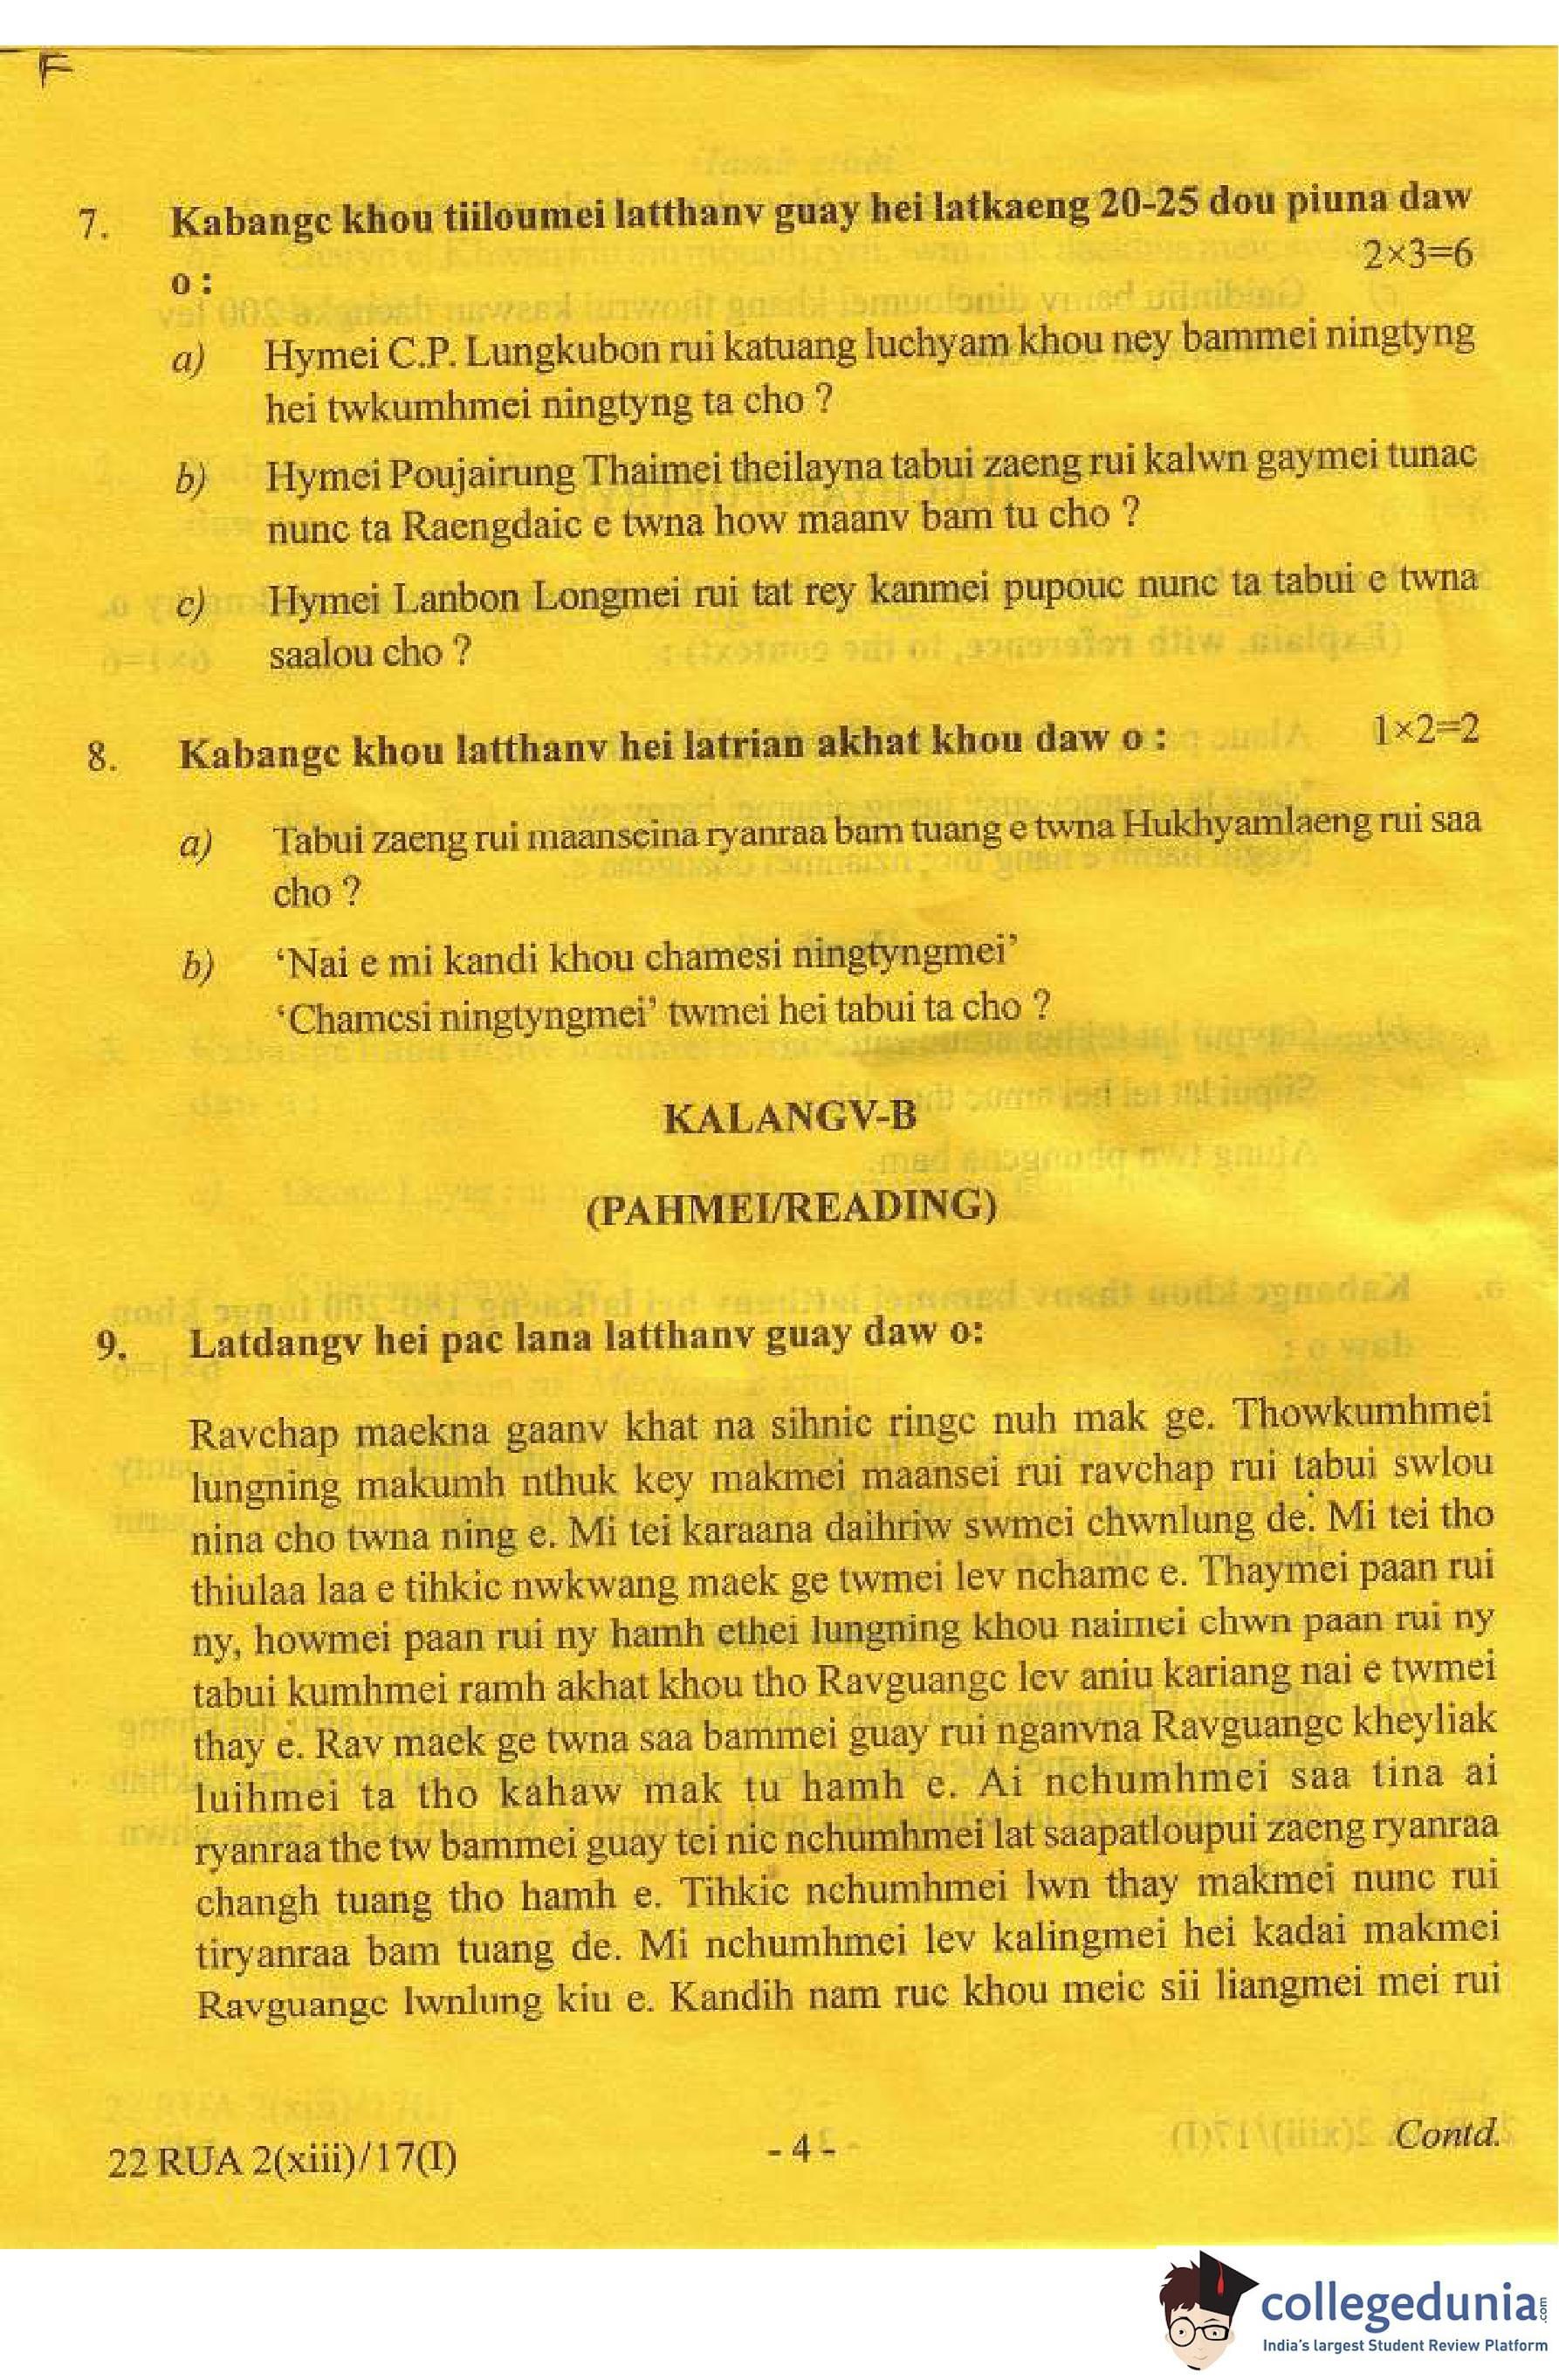 F
7. Kabangc khou tiiloumei latthanv guay hei latkaeng 20-25 dou piuna daw
o : 2×3=6
a) Hymei C.P. Lungkubon rui katuang luchyam khou ney bammei ningtyng
hei twkumhmei ningtyng ta cho ?
b) Hymei Poujairung Thaimei theilayna tabui zaeng rui kalwn gaymei tunac
nunc ta Raengdaic e twna how maanv bam tu cho ?
c) Hymei Lanbon Longmei rui tat rey kanmei pupouc nunc ta tabui e twna
saalou cho ?
8. Kabangc khou latthanv hei latrian akhat khou daw o : 1×2=2
a) Tabui zaeng rui maanseina ryanraa bam tuang e twna Hukhyamlaeng rui saa
cho ?
b) ‘Nai e mi kandi khou chamesi ningtyngmei’
‘Chamesi ningtyngmei’ twmei hei tabui ta cho ?
KALANGV-B
(PAHMEI/READING)
9. Latdangv hei pac lana latthanv guay daw o:
Ravchap maekna gaanv khat na sihnic ringc nuh mak ge. Thowkumhmei
lungning makumh nthuk key makmei maansei rui ravchap rui tabui swlou
nina cho twna ning e. Mi tei karaana daihriw swmei chwnlung de. Mi tei tho
thiulaa laa e tihkic nwkwang maek ge twmei lev nchamc e. Thaymei paan rui
ny, howmei paan rui ny hamh ethei lungning khou naimei chwn paan rui ny
tabui kumhmei ramh akhat khou tho Ravguangc lev aniu kariang nai e twmei
thay e. Rav maek ge twna saa bammei guay rui nganvna Ravguangc kheyliak
luihmei ta tho kahaw mak tu hamh e. Ai nchumhmei saa tina ai
ryanraa the tw bammei guay tei nic nchumhmei lat saapatloupui zaeng ryanraa
changh tuang tho hamh e. Tihkic nchumhmei lwn thay makmei nunc rui
tiryanraa bam tuang de. Mi nchumhmei lev kalingmei hei kadai makmei
Ravguangc lwnlung kiu e. Kandih nam ruc khou meic sii liangmei mei rui
22 RUA 2(xiii)/17(I) - 4 - Contd.
collegedunia.com
India's largest Student Review Platform